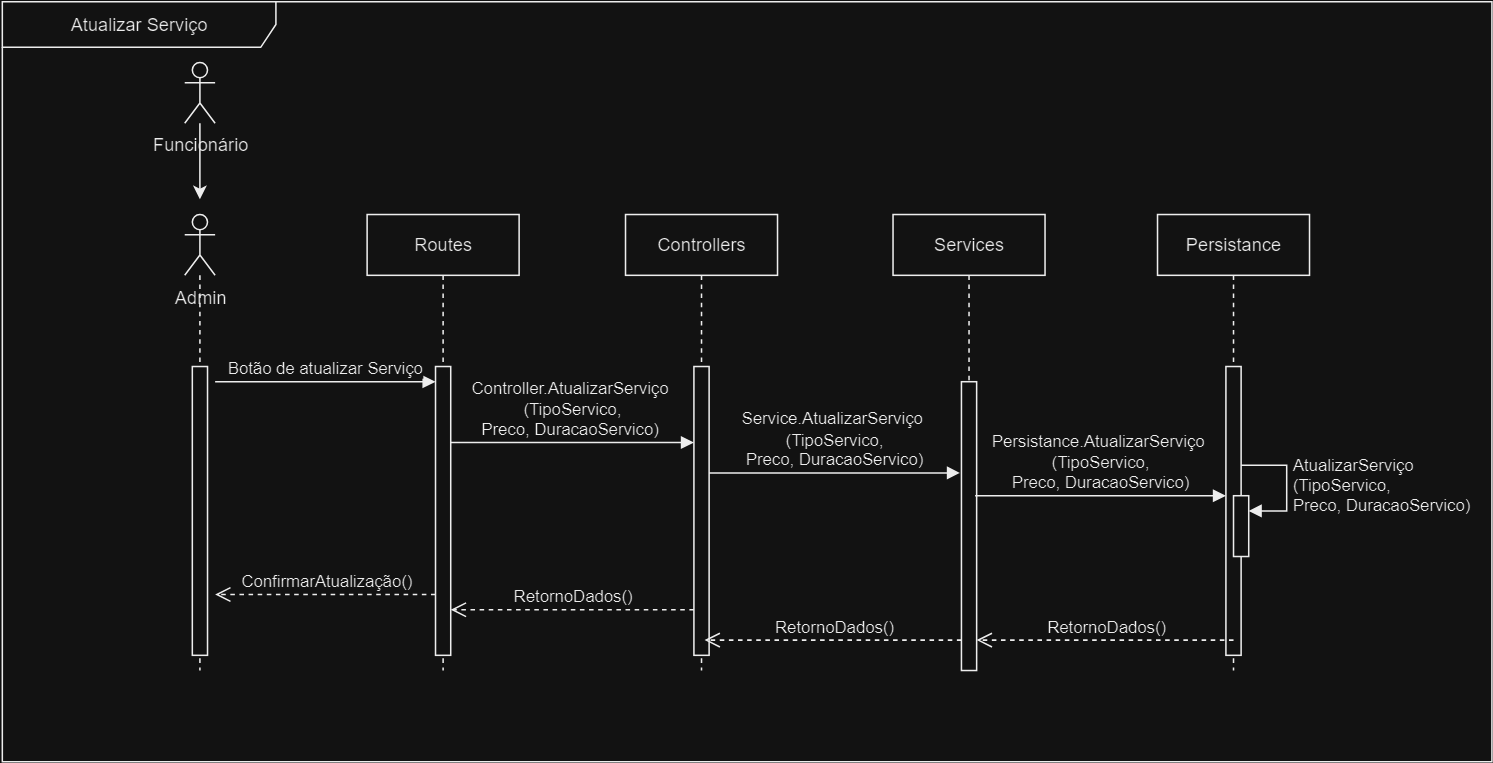 Atualizar Serviço
Funcionário
Admin
Routes
Controllers
Services
Persistance
Botão de atualizar Serviço
Controller.AtualizarServiço
(TipoServico,
Preco, DuracaoServico)
Service.AtualizarServiço
(TipoServico,
Preco, DuracaoServico)
Persistance.AtualizarServiço
(TipoServico,
Preco, DuracaoServico)
AtualizarServiço
(TipoServico,
Preco, DuracaoServico)
ConfirmarAtualização()
RetornoDados()
RetornoDados()
RetornoDados()